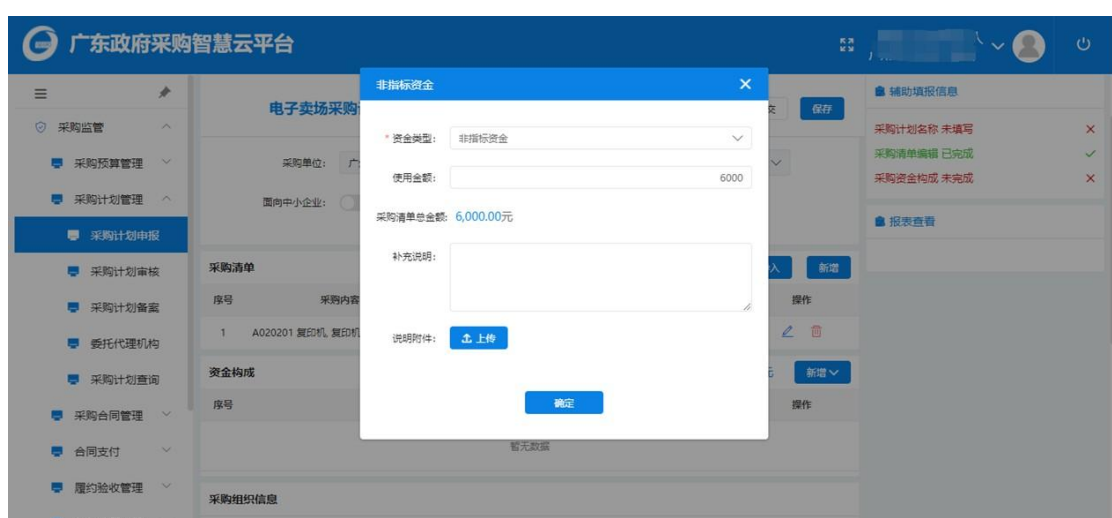 广东政府采购智慧云平台
采购监管
采购预算管理
采购计划管理
采购计划申报
采购计划审核
采购计划备案
委托代理机构
采购计划查询
采购合同管理
合同支付
履约验收管理
电子卖场采购
保存
采购单位:
面向中小企业:
采购清单
新增
序号 采购内容 操作
1 A020201 复印机, 复印机
资金构成
新增
序号 操作
暂无数据
采购组织信息
非指标资金
* 资金类型: 非指标资金
使用金额: 6000
采购清单总金额: 6,000.00元
补充说明:
说明附件: 上传
确定
辅助填报信息
采购计划名称 未填写
采购清单编辑 已完成
采购资金构成 未完成
报表查看